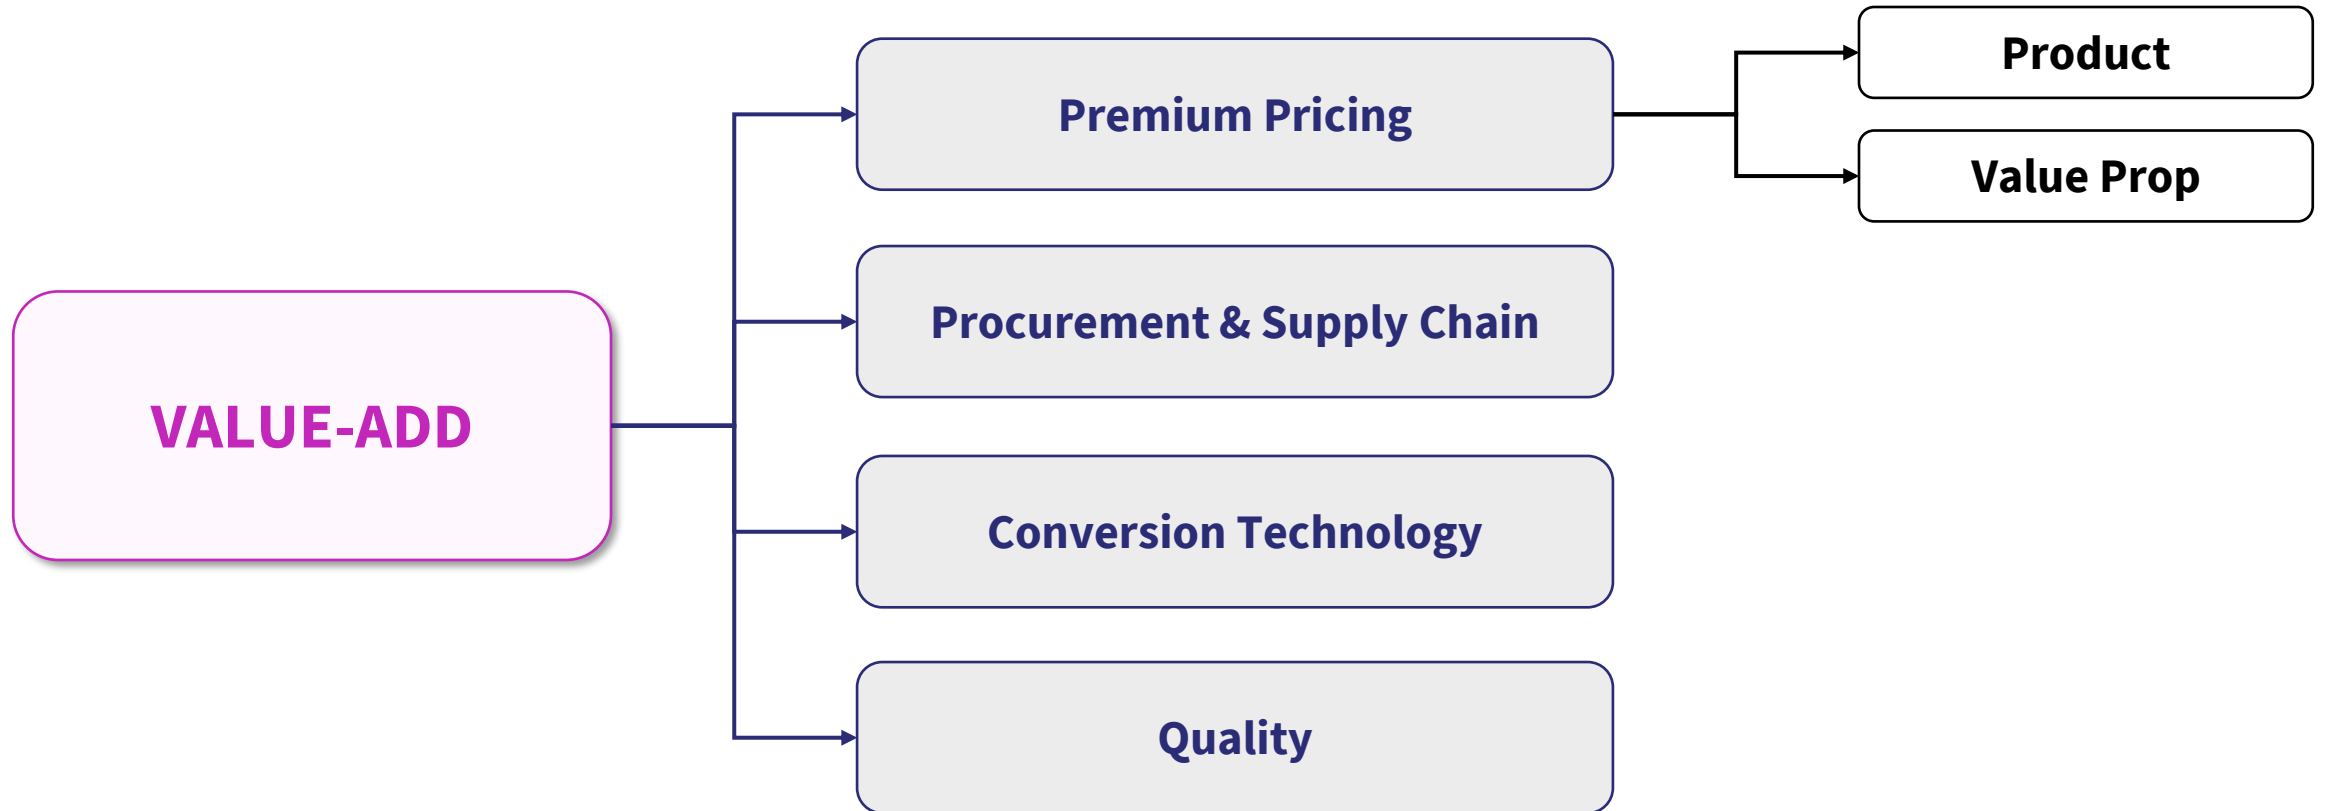 Product
Premium Pricing
Value Prop
Procurement & Supply Chain
VALUE-ADD
Conversion Technology
Quality